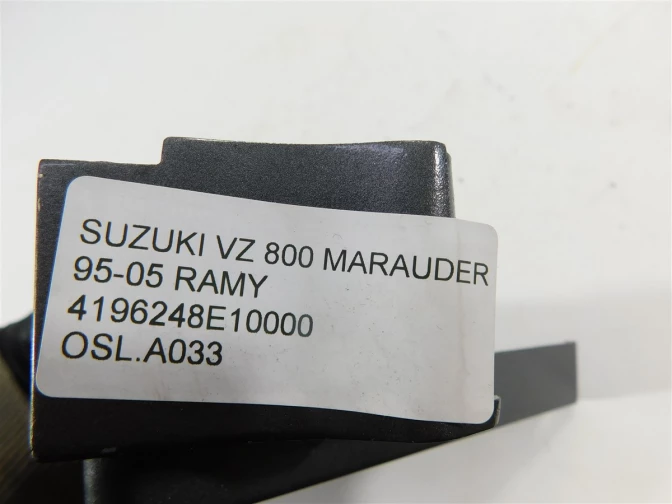 SUZUKI VZ 800 MARAUDER
95-05 RAMY
4196248E10000
OSL.A033